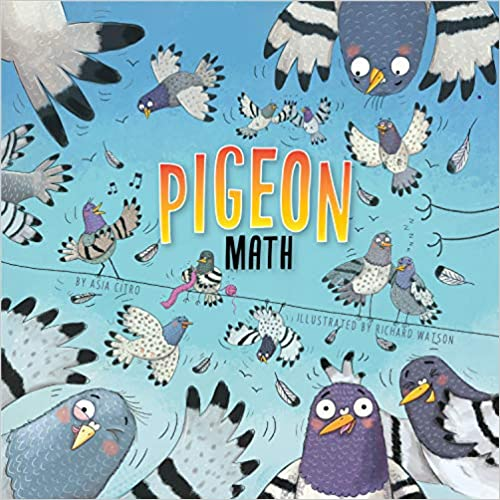 PIGEON
MATH
BY ASIA CITRO
ILLUSTRATED BY RICHARD WATSON